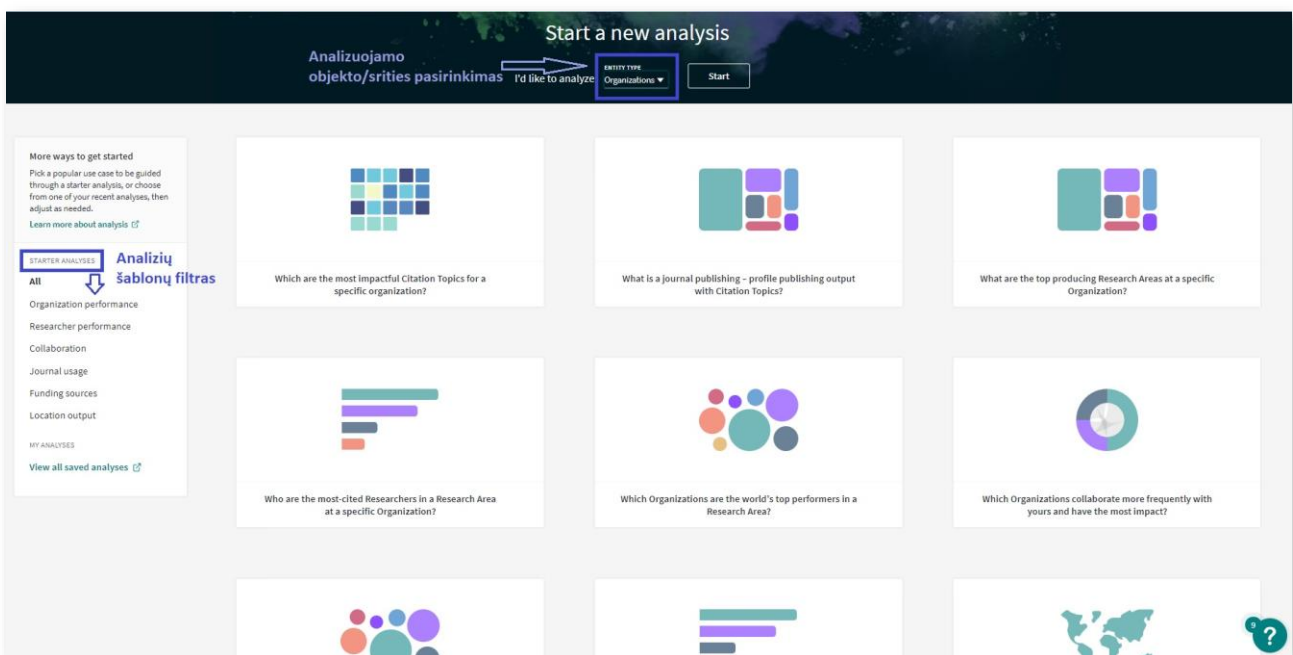 Start a new analysis
Analizuojamo
objekto/srities pasirinkimas
I'd like to analyze
ENTITY TYPE
Organizations ▼
Start
More ways to get started
Pick a popular use case to be guided
through a starter analysis, or choose
from one of your recent analyses, then
adjust as needed.
Learn more about analysis
STARTER ANALYSES
Analizių
šablonų filtras
All
Organization performance
Researcher performance
Collaboration
Journal usage
Funding sources
Location output
MY ANALYSES
View all saved analyses
Which are the most impactful Citation Topics for a
specific organization?
What is a journal publishing – profile publishing output
with Citation Topics?
What are the top producing Research Areas at a specific
Organization?
Who are the most-cited Researchers in a Research Area
at a specific Organization?
Which Organizations are the world's top performers in a
Research Area?
Which Organizations collaborate more frequently with
yours and have the most impact?
9
?